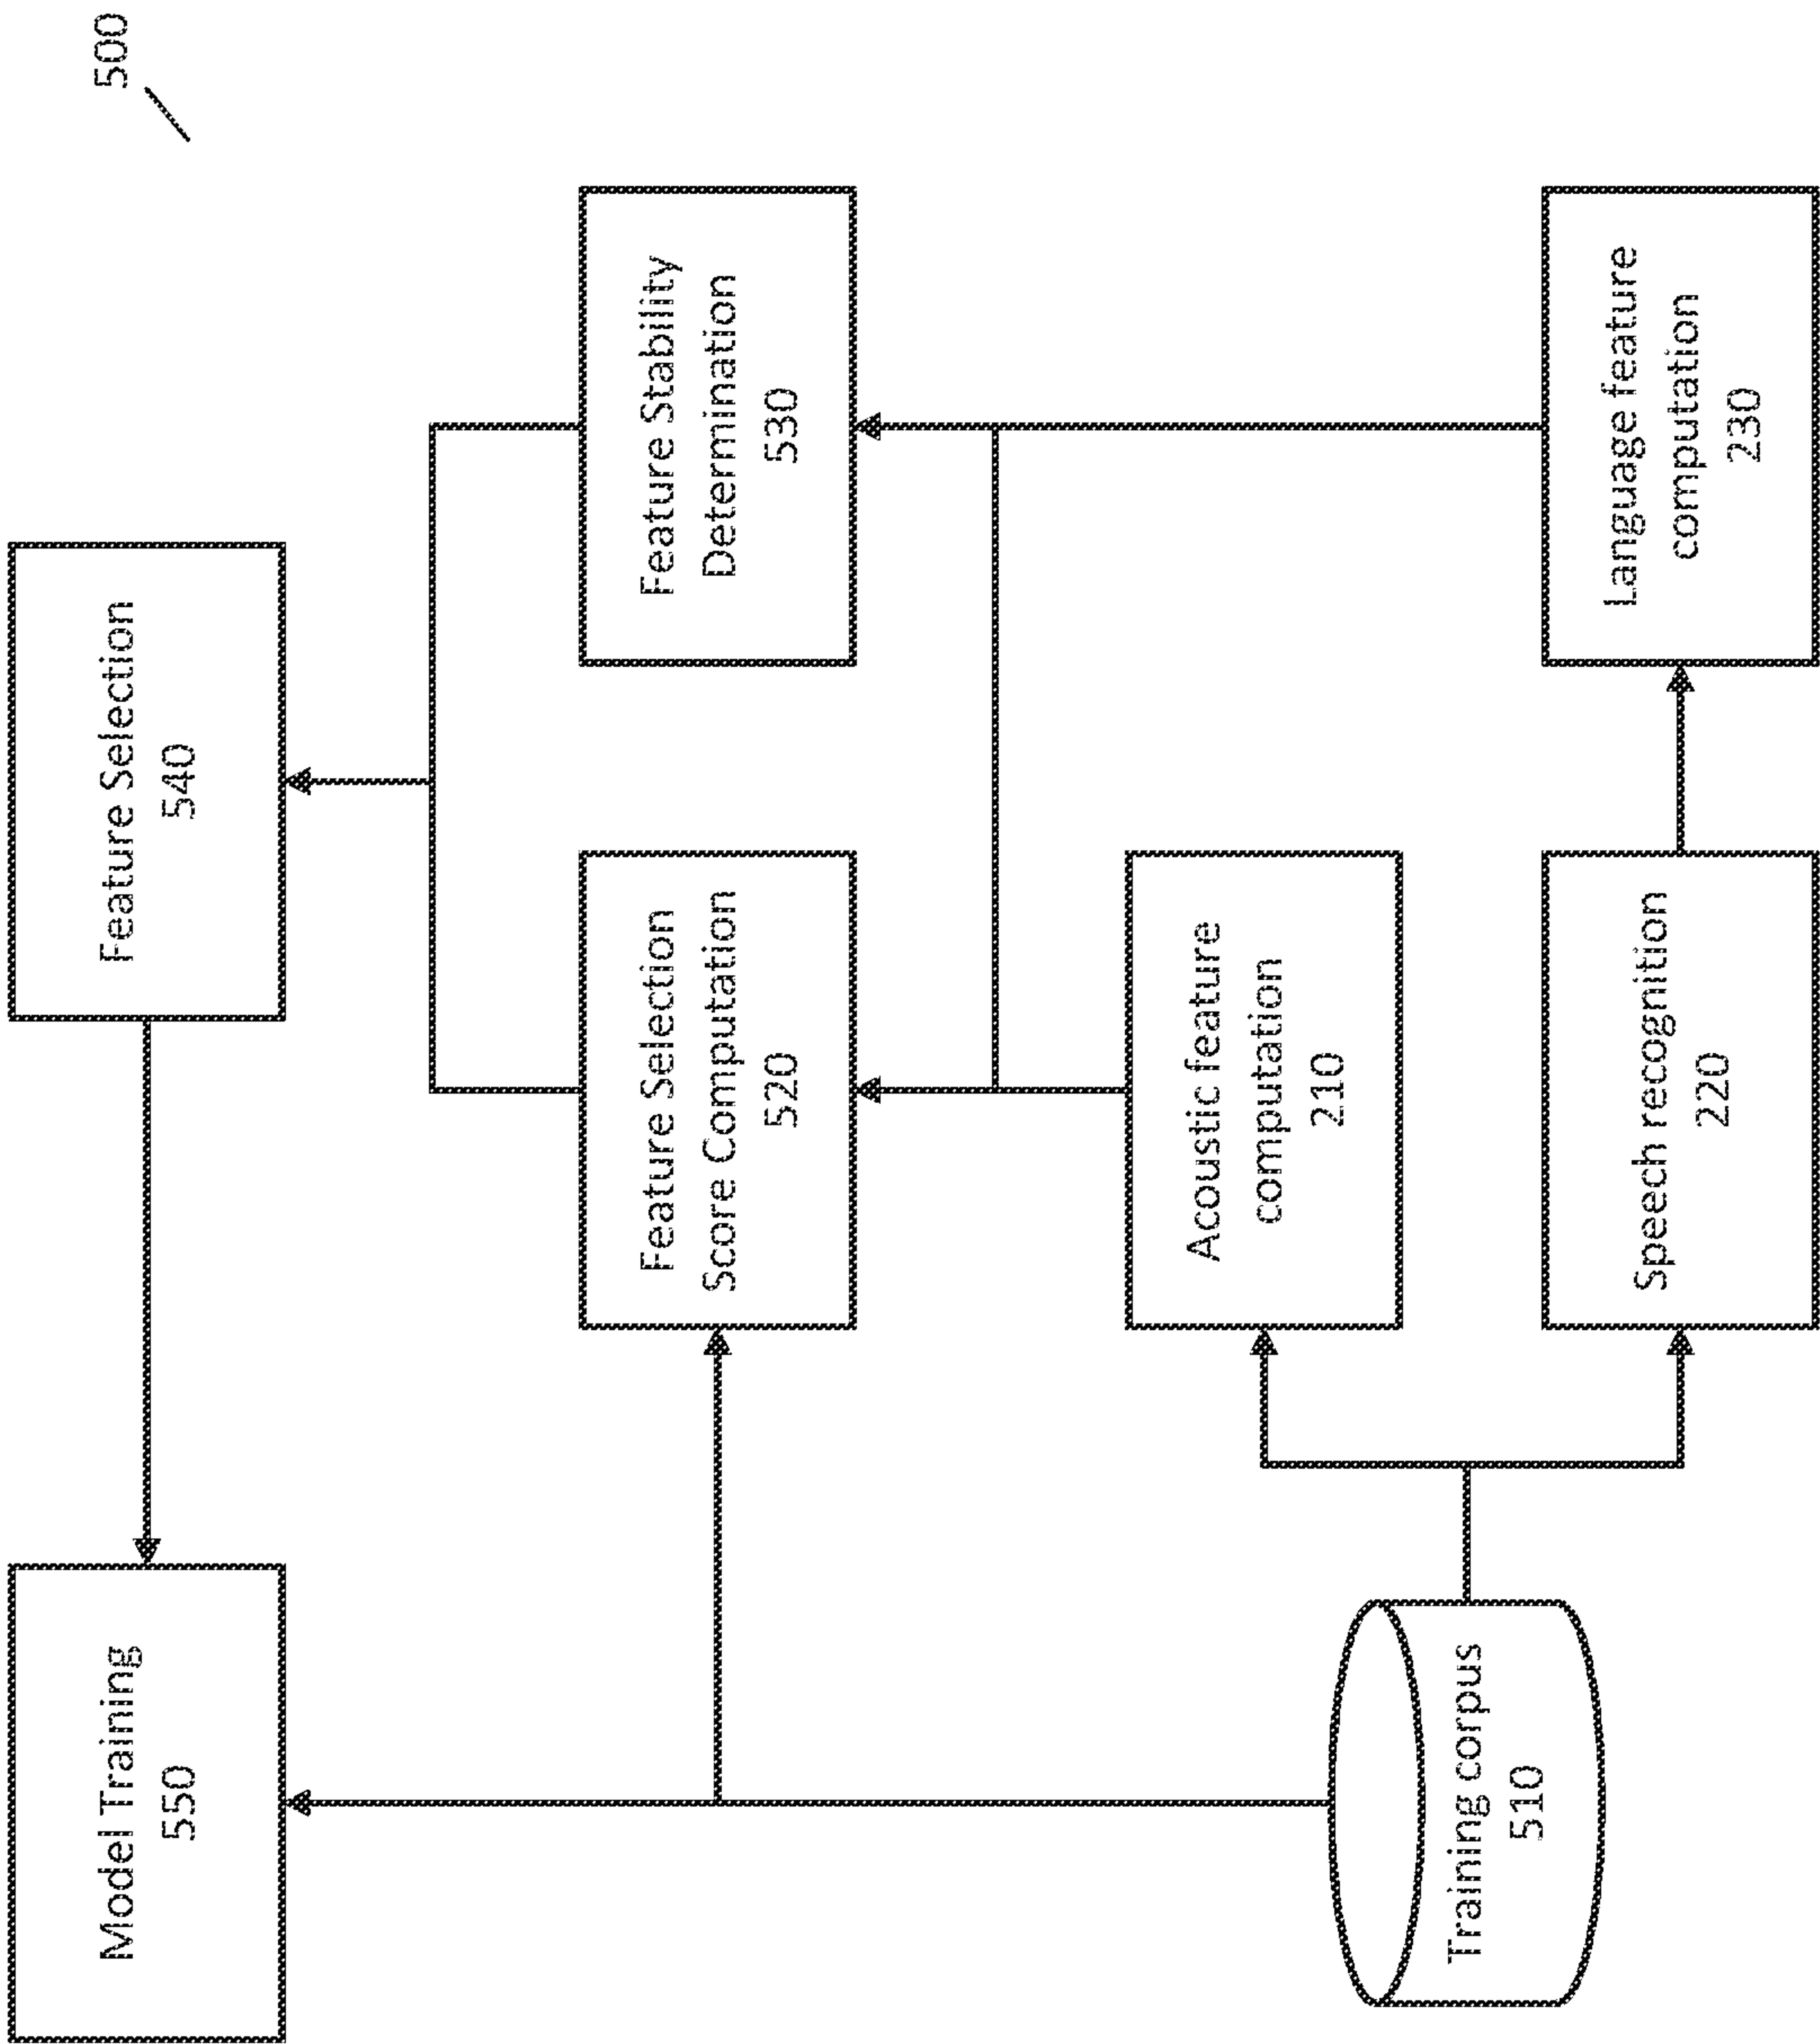 500
Model Training
550
Feature Selection
540
Feature Selection
Score Computation
520
Feature Stability
Determination
530
Acoustic feature
computation
210
Training corpus
510
Speech recognition
220
Language feature
computation
230